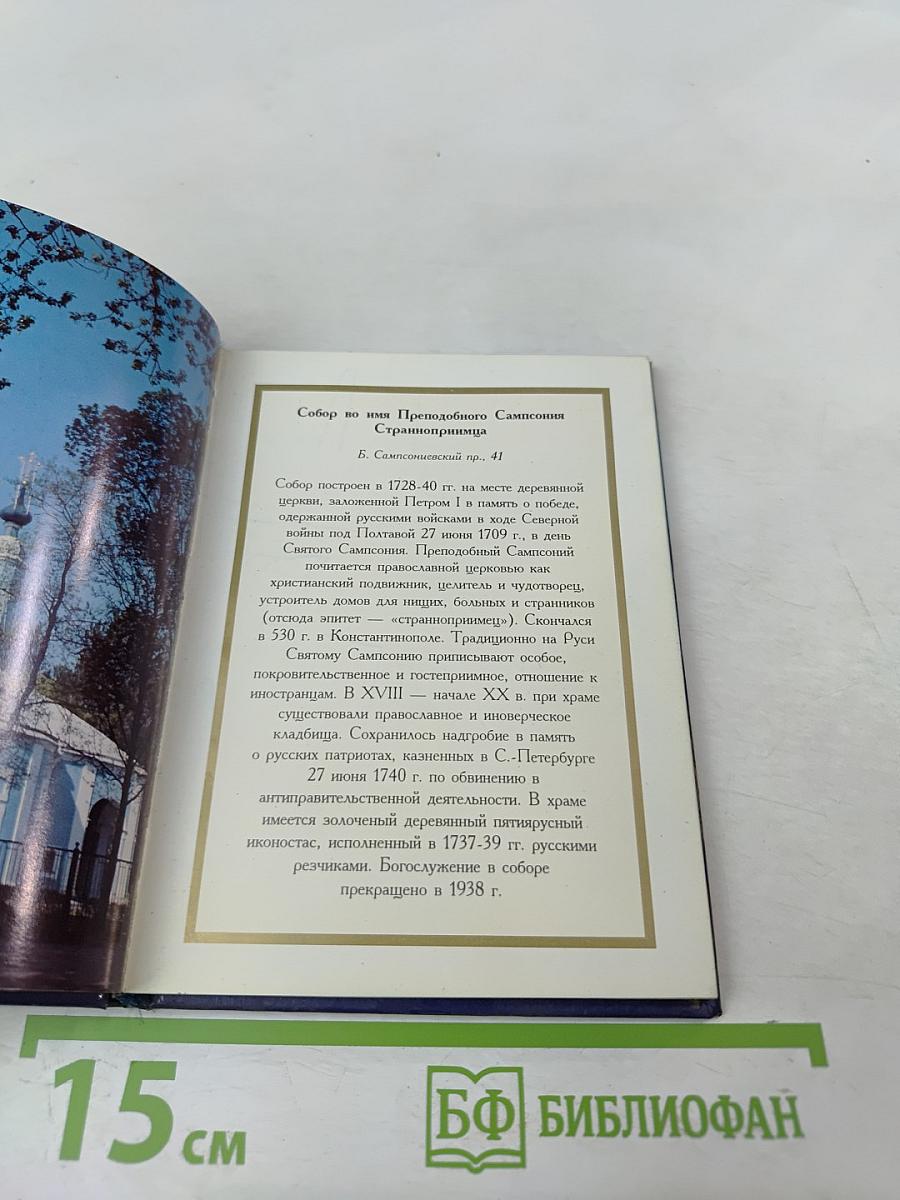 Собор во имя Преподобного Сампсония
Странноприимца
Б. Сампсониевский пр., 41
Собор построен в 1728-40 гг. на месте деревянной
церкви, заложенной Петром I в память о победе,
одержанной русскими войсками в ходе Северной
войны под Полтавой 27 июня 1709 г., в день
Святого Сампсония. Преподобный Сампсоний
почитается православной церковью как
христианский подвижник, целитель и чудотворец,
устроитель домов для нищих, больных и странников
(отсюда эпитет — «странноприимец»). Скончался
в 530 г. в Константинополе. Традиционно на Руси
Святому Сампсонию приписывают особое,
покровительственное и гостеприимное, отношение к
иностранцам. В XVIII — начале XX в. при храме
существовали православное и иноверческое
кладбища. Сохранилось надгробие в память
о русских патриотах, казненных в С.-Петербурге
27 июня 1740 г. по обвинению в
антиправительственной деятельности. В храме
имеется золоченый деревянный пятиярусный
иконостас, исполненный в 1737-39 гг. русскими
резчиками. Богослужение в соборе
прекращено в 1938 г.
15 см
БФ БИБЛИОФАН